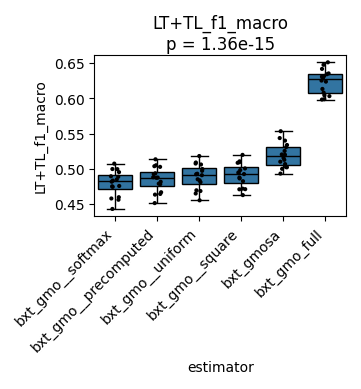 LT+TL_f1_macro
p = 1.36e-15
LT+TL_f1_macro
0.65
0.60
0.55
0.50
0.45
bxt_gmo__softmax
bxt_gmo__precomputed
bxt_gmo__uniform
bxt_gmo__square
bxt_gmosa
bxt_gmo_full
estimator